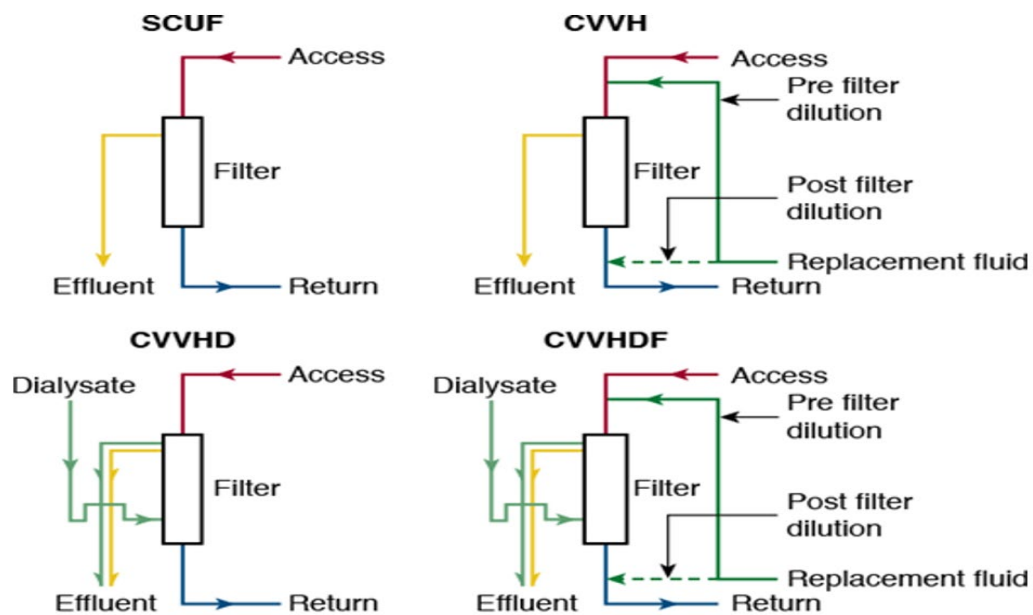 SCUF
Access
Filter
Effluent
Return
CVVH
Access
Pre filter
dilution
Filter
Post filter
dilution
Replacement fluid
Effluent
Return
CVVHD
Dialysate
Access
Filter
Effluent
Return
CVVHDF
Dialysate
Access
Pre filter
dilution
Filter
Post filter
dilution
Replacement fluid
Effluent
Return